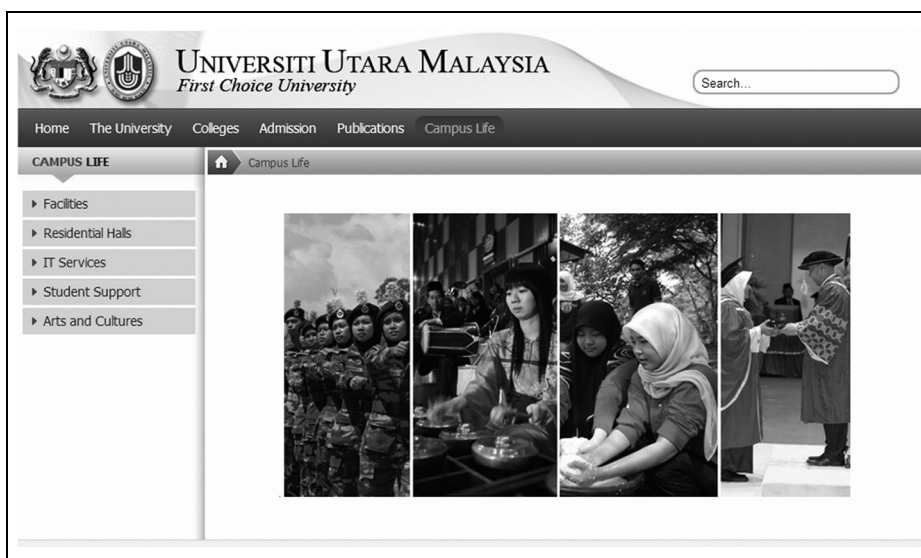 UNIVERSITI UTARA MALAYSIA
First Choice University
Search...
Home The University Colleges Admission Publications Campus Life
CAMPUS LIFE
Campus Life
Facilities
Residential Halls
IT Services
Student Support
Arts and Cultures